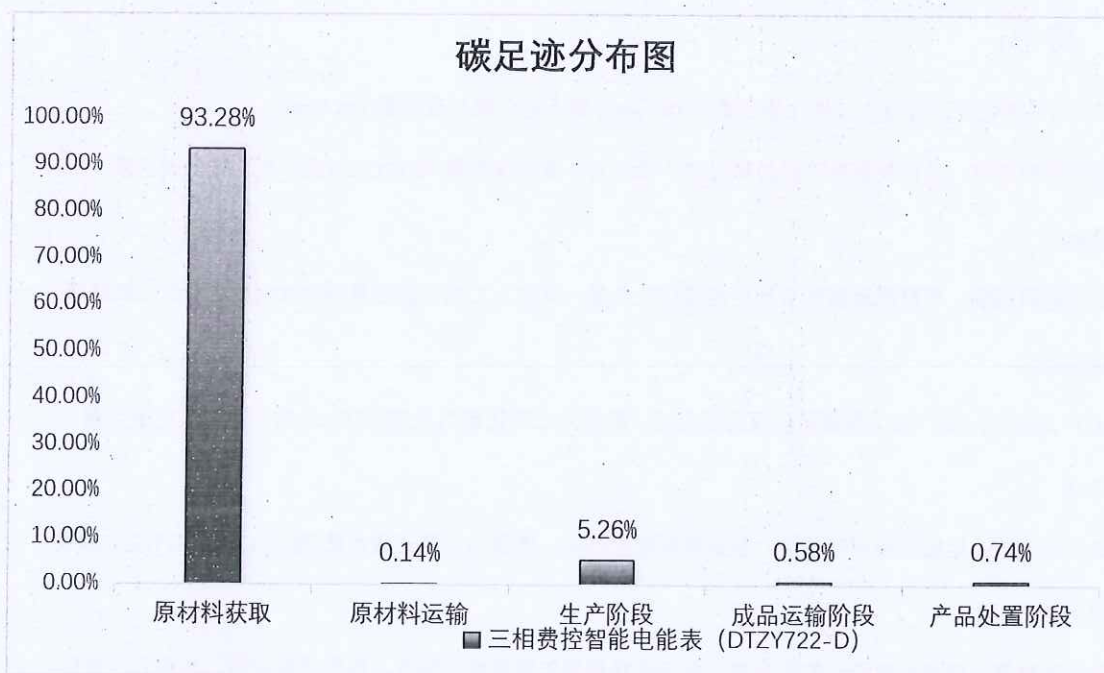 碳足迹分布图
100.00%
90.00%
80.00%
70.00%
60.00%
50.00%
40.00%
30.00%
20.00%
10.00%
0.00%
93.28%
0.14%
5.26%
0.58%
0.74%
原材料获取
原材料运输
生产阶段
成品运输阶段
产品处置阶段
三相费控智能电能表（DTZY722-D）